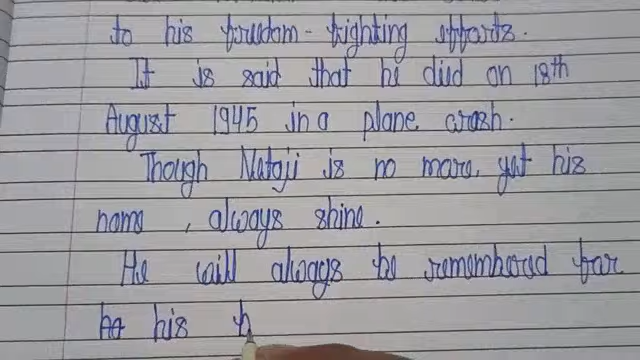 to his freedom-fighting efforts.
It is said that he died on 18th
August 1945 in a plane crash.
Though Netaji is no more, yet his
name, always shine.
He will always be remembered for
his